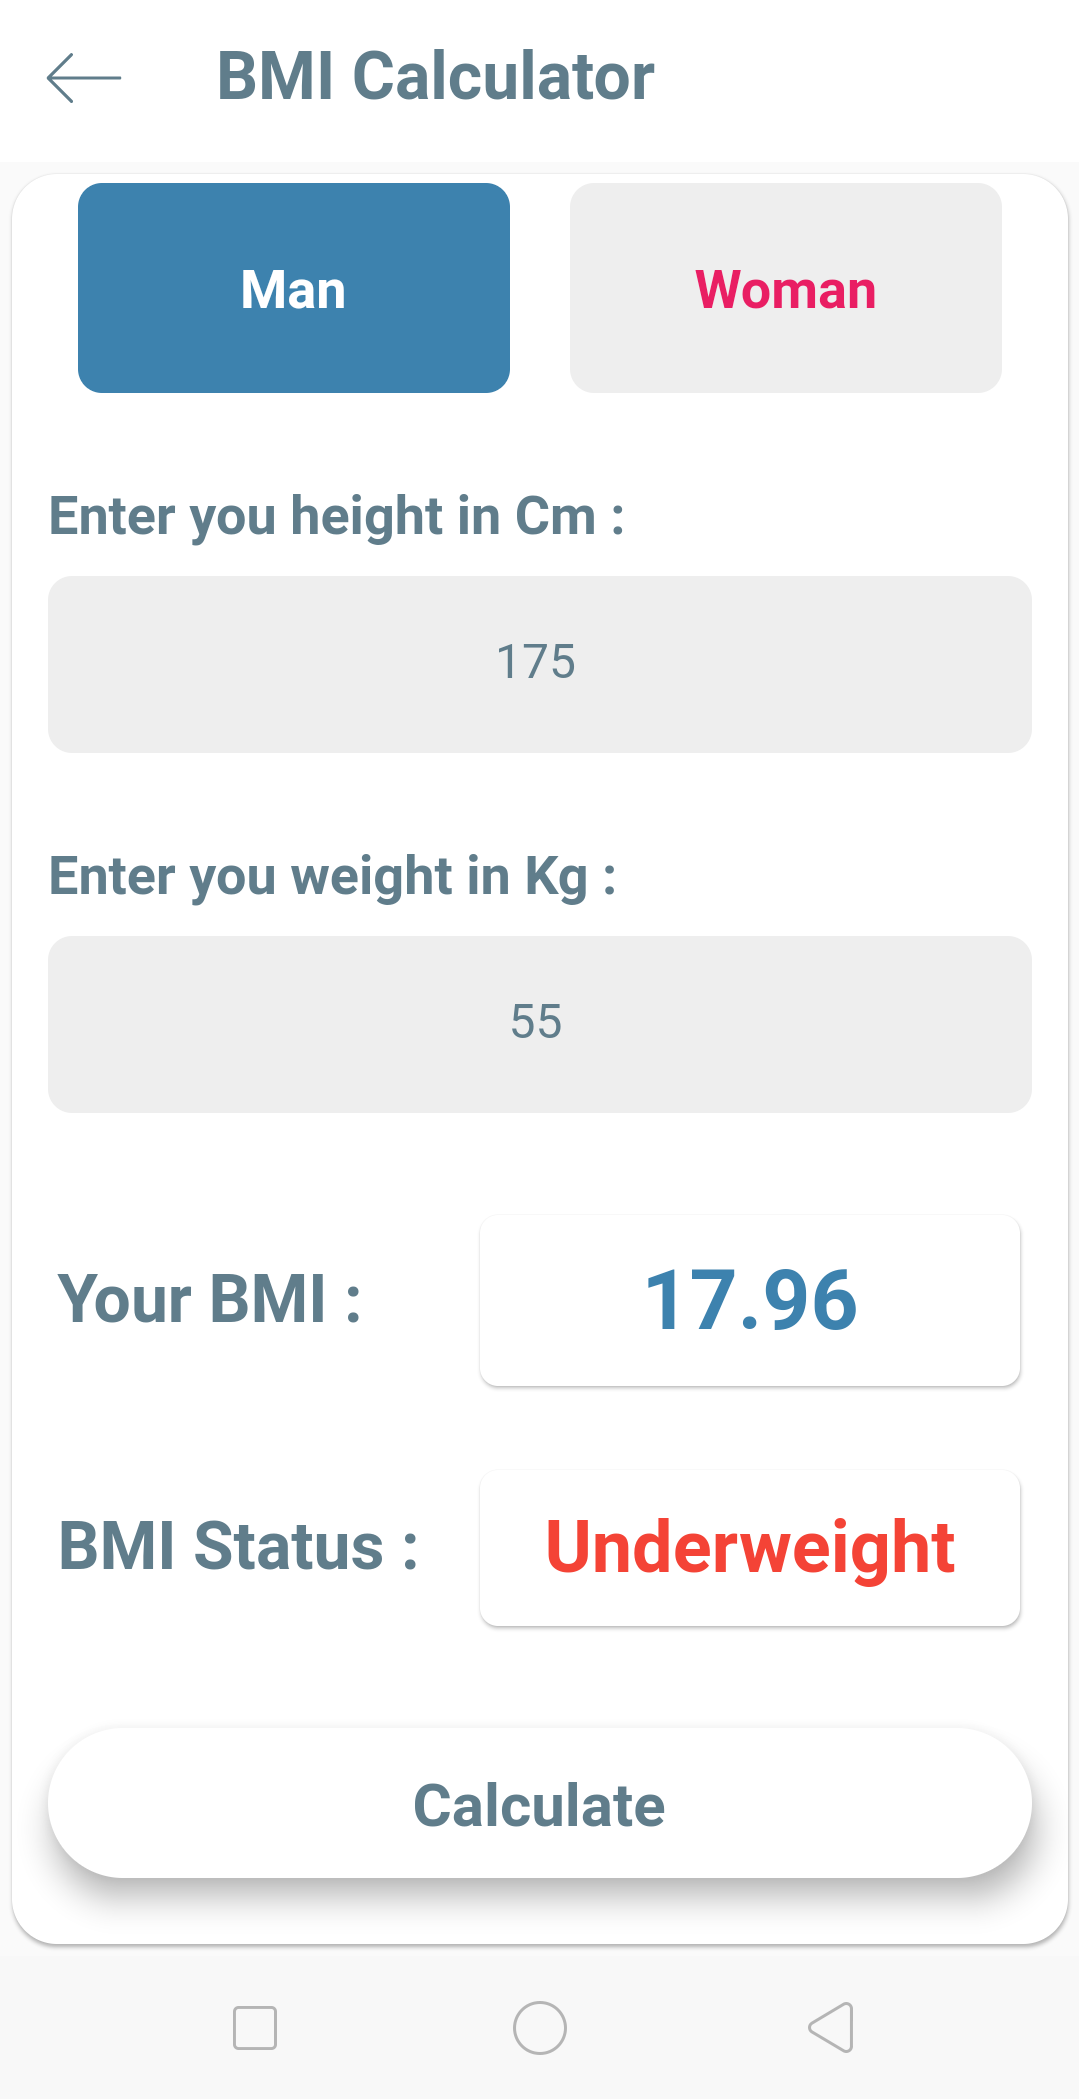 BMI Calculator
Man
Woman
Enter you height in Cm :
175
Enter you weight in Kg :
55
Your BMI :
17.96
BMI Status :
Underweight
Calculate